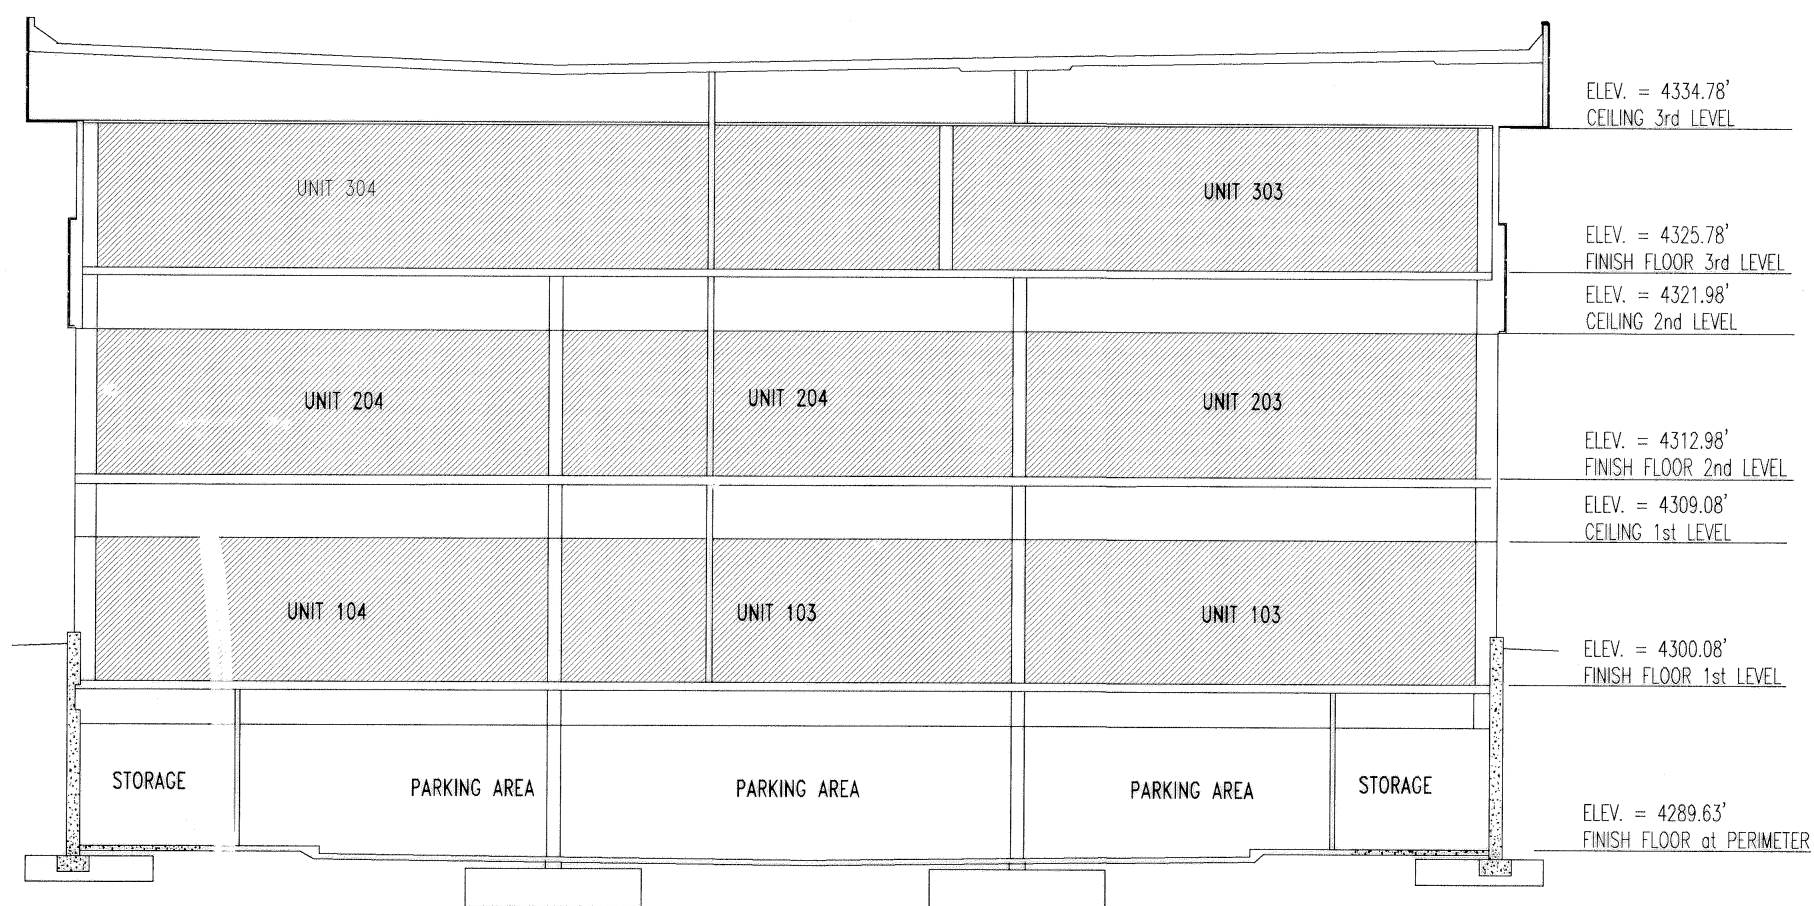 ELEV. = 4334.78'
CEILING 3rd LEVEL
UNIT 304
UNIT 303
ELEV. = 4325.78'
FINISH FLOOR 3rd LEVEL
ELEV. = 4321.98'
CEILING 2nd LEVEL
UNIT 204
UNIT 204
UNIT 203
ELEV. = 4312.98'
FINISH FLOOR 2nd LEVEL
ELEV. = 4309.08'
CEILING 1st LEVEL
UNIT 104
UNIT 103
UNIT 103
ELEV. = 4300.08'
FINISH FLOOR 1st LEVEL
STORAGE
PARKING AREA
PARKING AREA
PARKING AREA
STORAGE
ELEV. = 4289.63'
FINISH FLOOR at PERIMETER